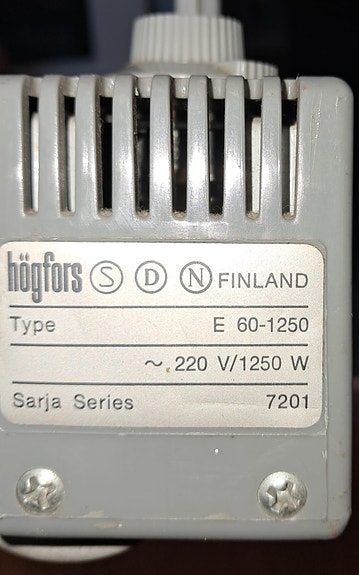 högfors Ⓢ Ⓓ Ⓝ FINLAND
Type E 60-1250
~ 220 V/1250 W
Sarja Series 7201